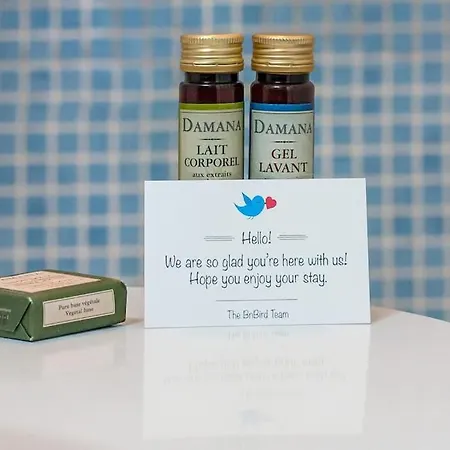 DAMANA
LAIT
CORPOREL
aux extraits
DAMANA
GEL
LAVANT
Hello!
We are so glad you're here with us!
Hope you enjoy your stay.
The BnBird Team
Pure base végétale
Vegetal base